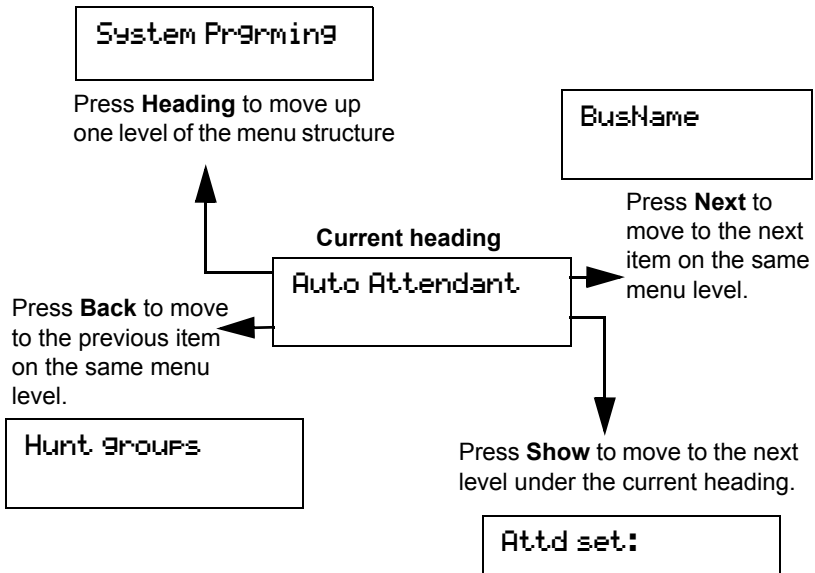 System Prgrming
Press Heading to move up
one level of the menu structure
BusName
Press Next to
move to the next
item on the same
menu level.
Current heading
Auto Attendant
Press Back to move
to the previous item
on the same menu
level.
Hunt groups
Press Show to move to the next
level under the current heading.
Attd set: